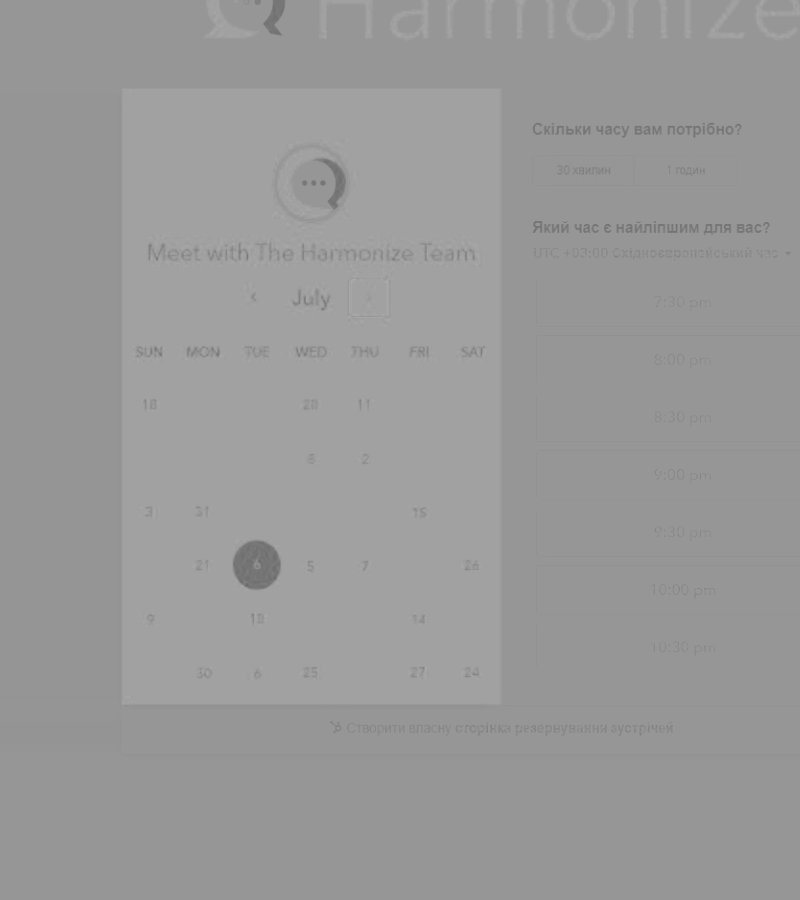 Harmonize
Meet with The Harmonize Team
July
SUN MON TUE WED THU FRI SAT
18 28 11
8 2
3 31 15
21 6 5 7 26
9 18 14
30 6 25 27 24
Скільки часу вам потрібно?
30 хвилин 1 годин
Який час є найліпшим для вас?
UTC +03:00 Східноєвропейський час
7:30 pm
8:00 pm
8:30 pm
9:00 pm
9:30 pm
10:00 pm
10:30 pm
Створити власну сторінка резервування зустрічей